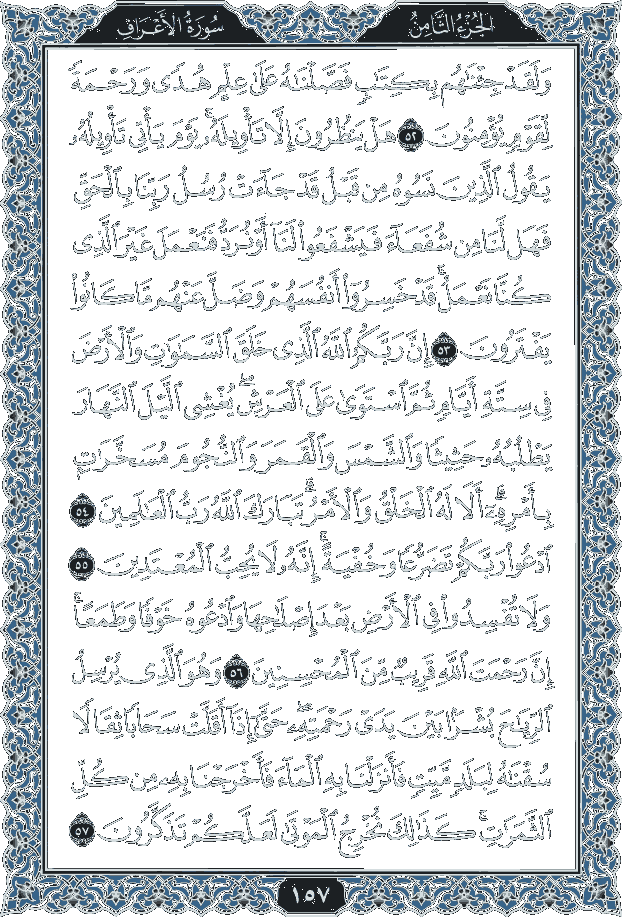 الجزء الثامن
سورة الأعراف
وَلَقَدْ جِئْنَٰهُم بِكِتَٰبٍ فَصَّلْنَٰهُ عَلَىٰ عِلْمٍ هُدًى وَرَحْمَةً
لِّقَوْمٍ يُؤْمِنُونَ ٥٢ هَلْ يَنظُرُونَ إِلَّا تَأْوِيلَهُۥ ۚ يَوْمَ يَأْتِى تَأْوِيلُهُۥ
يَقُولُ ٱلَّذِينَ نَسُوهُ مِن قَبْلُ قَدْ جَآءَتْ رُسُلُ رَبِّنَا بِٱلْحَقِّ
فَهَل لَّنَا مِن شُفَعَآءَ فَيَشْفَعُوا۟ لَنَآ أَوْ نُرَدُّ فَنَعْمَلَ غَيْرَ ٱلَّذِى
كُنَّا نَعْمَلُ ۚ قَدْ خَسِرُوٓا۟ أَنفُسَهُمْ وَضَلَّ عَنْهُم مَّا كَانُوا۟
يَفْتَرُونَ ٥٣ إِنَّ رَبَّكُمُ ٱللَّهُ ٱلَّذِى خَلَقَ ٱلسَّمَٰوَٰتِ وَٱلْأَرْضَ
فِى سِتَّةِ أَيَّامٍ ثُمَّ ٱسْتَوَىٰ عَلَى ٱلْعَرْشِ ۖ يُغْشِى ٱلَّيْلَ ٱلنَّهَارَ
يَطْلُبُهُۥ حَثِيثًا وَٱلشَّمْسَ وَٱلْقَمَرَ وَٱلنُّجُومَ مُسَخَّرَٰتٍۭ
بِأَمْرِهِۦٓ ۗ أَلَا لَهُ ٱلْخَلْقُ وَٱلْأَمْرُ ۗ تَبَارَكَ ٱللَّهُ رَبُّ ٱلْعَٰلَمِينَ ٥٤
ٱدْعُوا۟ رَبَّكُمْ تَضَرُّعًا وَخُفْيَةً ۚ إِنَّهُۥ لَا يُحِبُّ ٱلْمُعْتَدِينَ ٥٥
وَلَا تُفْسِدُوا۟ فِى ٱلْأَرْضِ بَعْدَ إِصْلَٰحِهَا وَٱدْعُوهُ خَوْفًا وَطَمَعًا ۚ
إِنَّ رَحْمَتَ ٱللَّهِ قَرِيبٌ مِّنَ ٱلْمُحْسِنِينَ ٥٦ وَهُوَ ٱلَّذِى يُرْسِلُ
ٱلرِّيَٰحَ بُشْرًۢا بَيْنَ يَدَىْ رَحْمَتِهِۦ ۖ حَتَّىٰٓ إِذَآ أَقَلَّتْ سَحَابًا ثِقَالًا
سُقْنَٰهُ لِبَلَدٍ مَّيِّتٍ فَأَنزَلْنَا بِهِ ٱلْمَآءَ فَأَخْرَجْنَا بِهِۦ مِن كُلِّ
ٱلثَّمَرَٰتِ ۚ كَذَٰلِكَ نُخْرِجُ ٱلْمَوْتَىٰ لَعَلَّكُمْ تَذَكَّرُونَ ٥٧
١٥٧